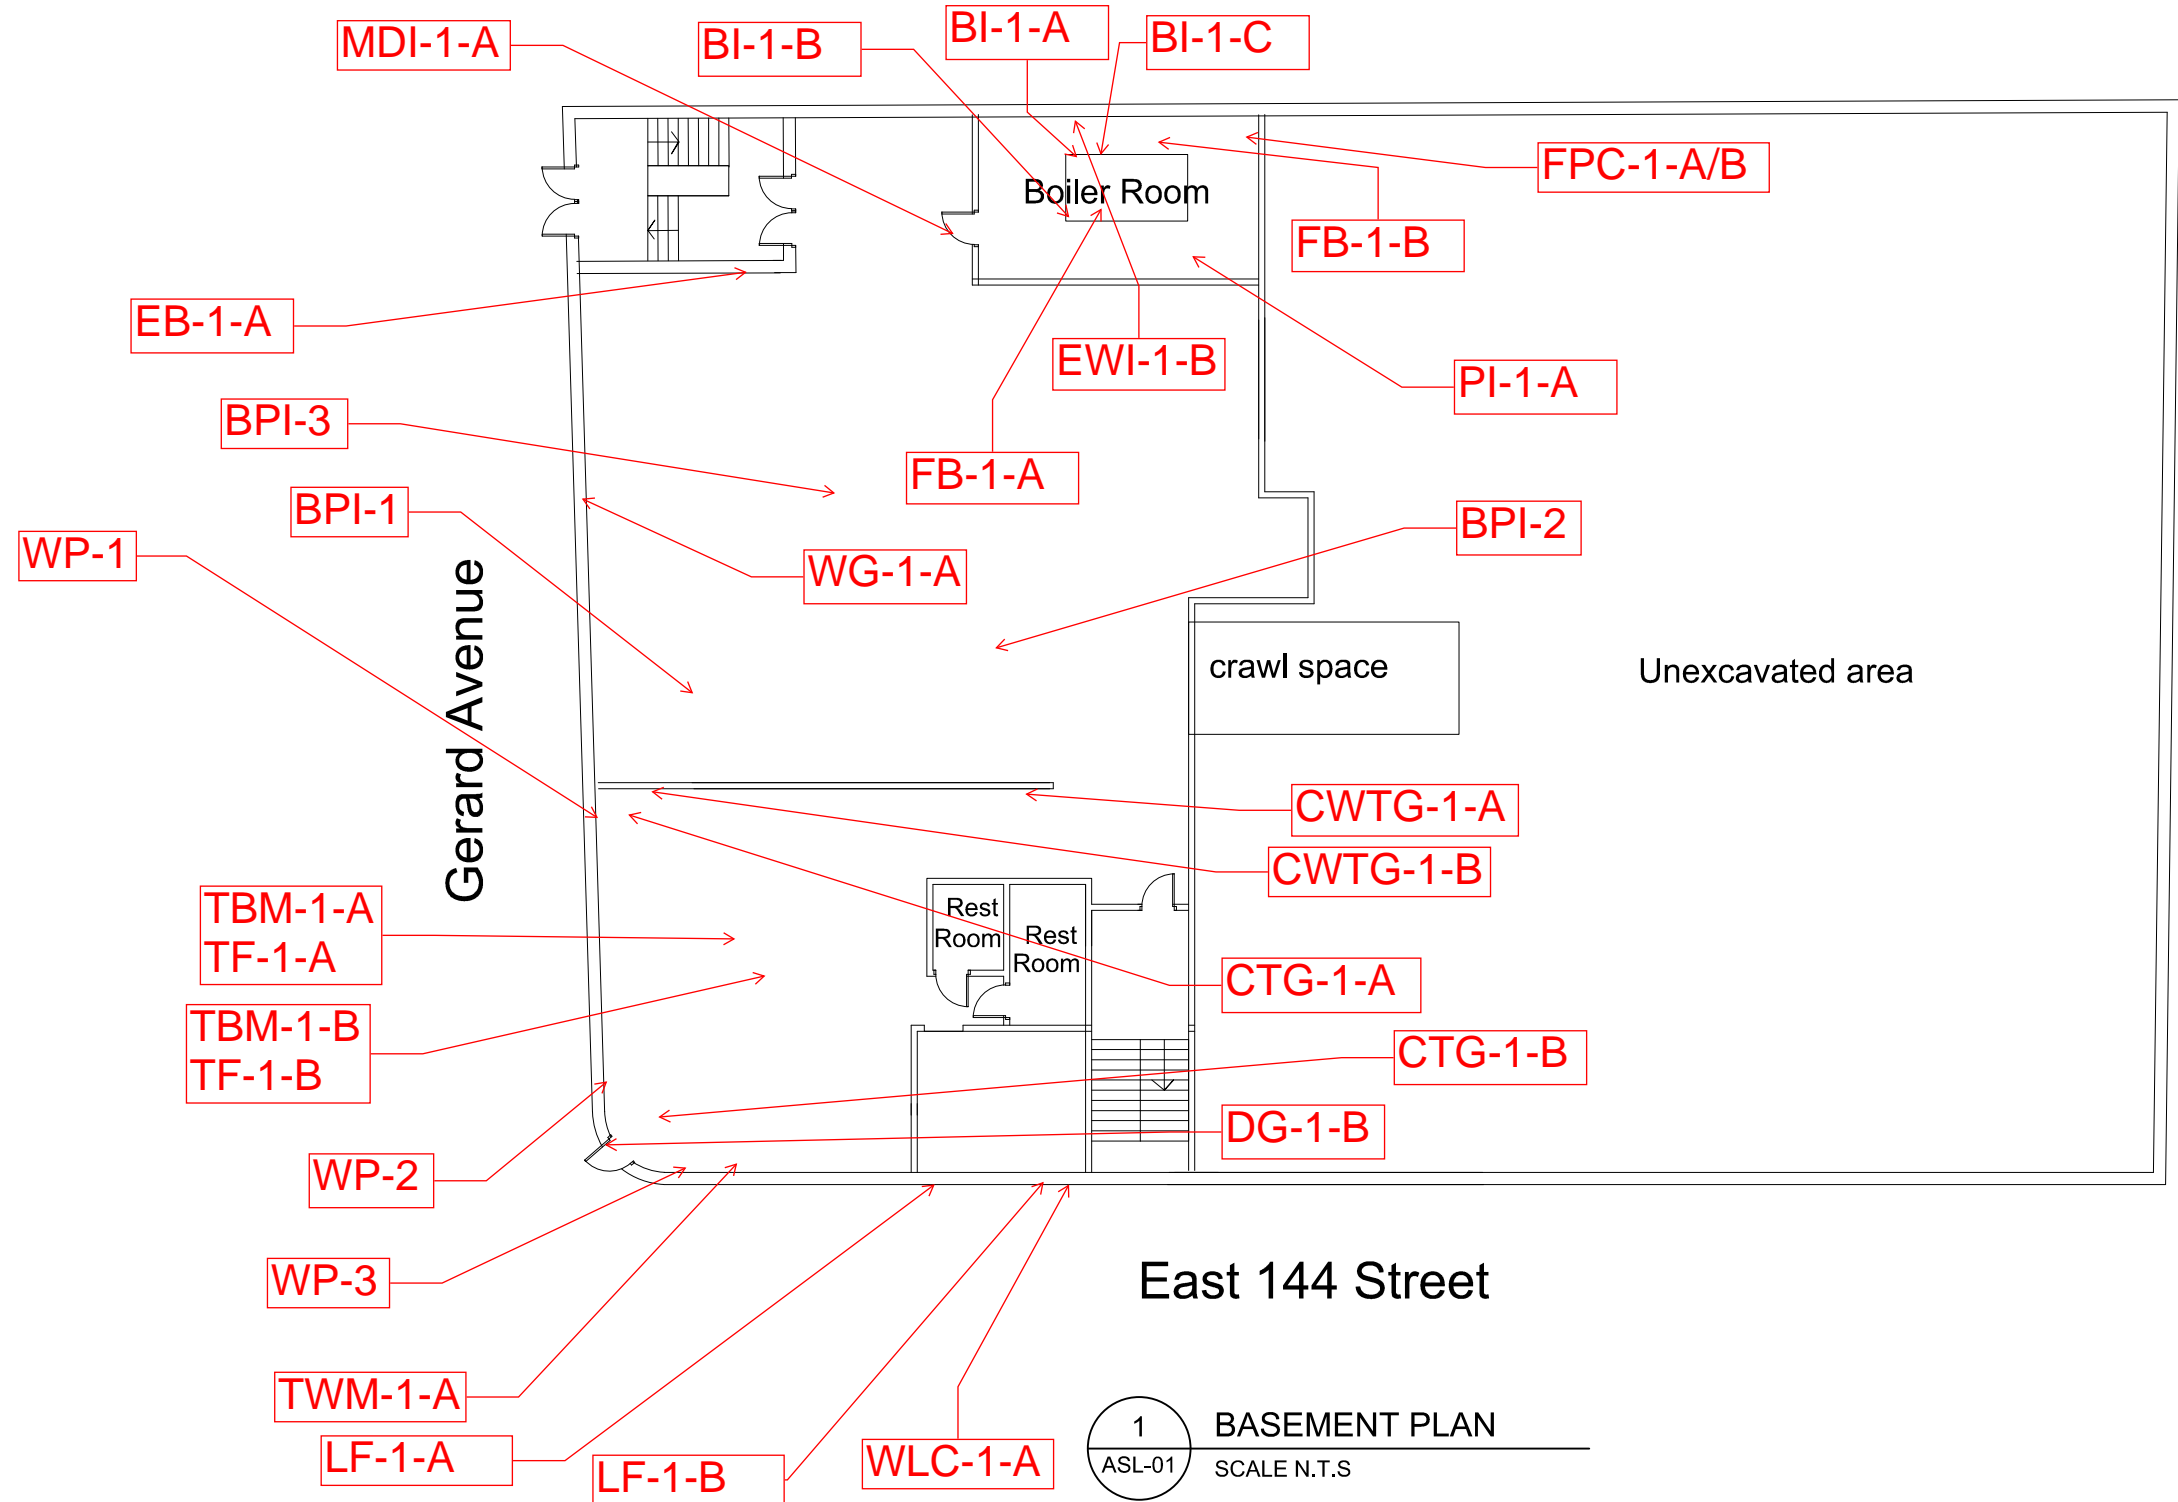 MDI-1-A
BI-1-B
BI-1-A
BI-1-C
FPC-1-A/B
Boiler Room
FB-1-B
EB-1-A
EWI-1-B
PI-1-A
BPI-3
FB-1-A
BPI-1
BPI-2
WP-1
WG-1-A
Gerard Avenue
crawl space
Unexcavated area
CWTG-1-A
CWTG-1-B
TBM-1-A
TF-1-A
Rest
Room
Rest
Room
CTG-1-A
TBM-1-B
TF-1-B
CTG-1-B
DG-1-B
WP-2
WP-3
East 144 Street
TWM-1-A
LF-1-A
LF-1-B
WLC-1-A
1
ASL-01
BASEMENT PLAN
SCALE N.T.S